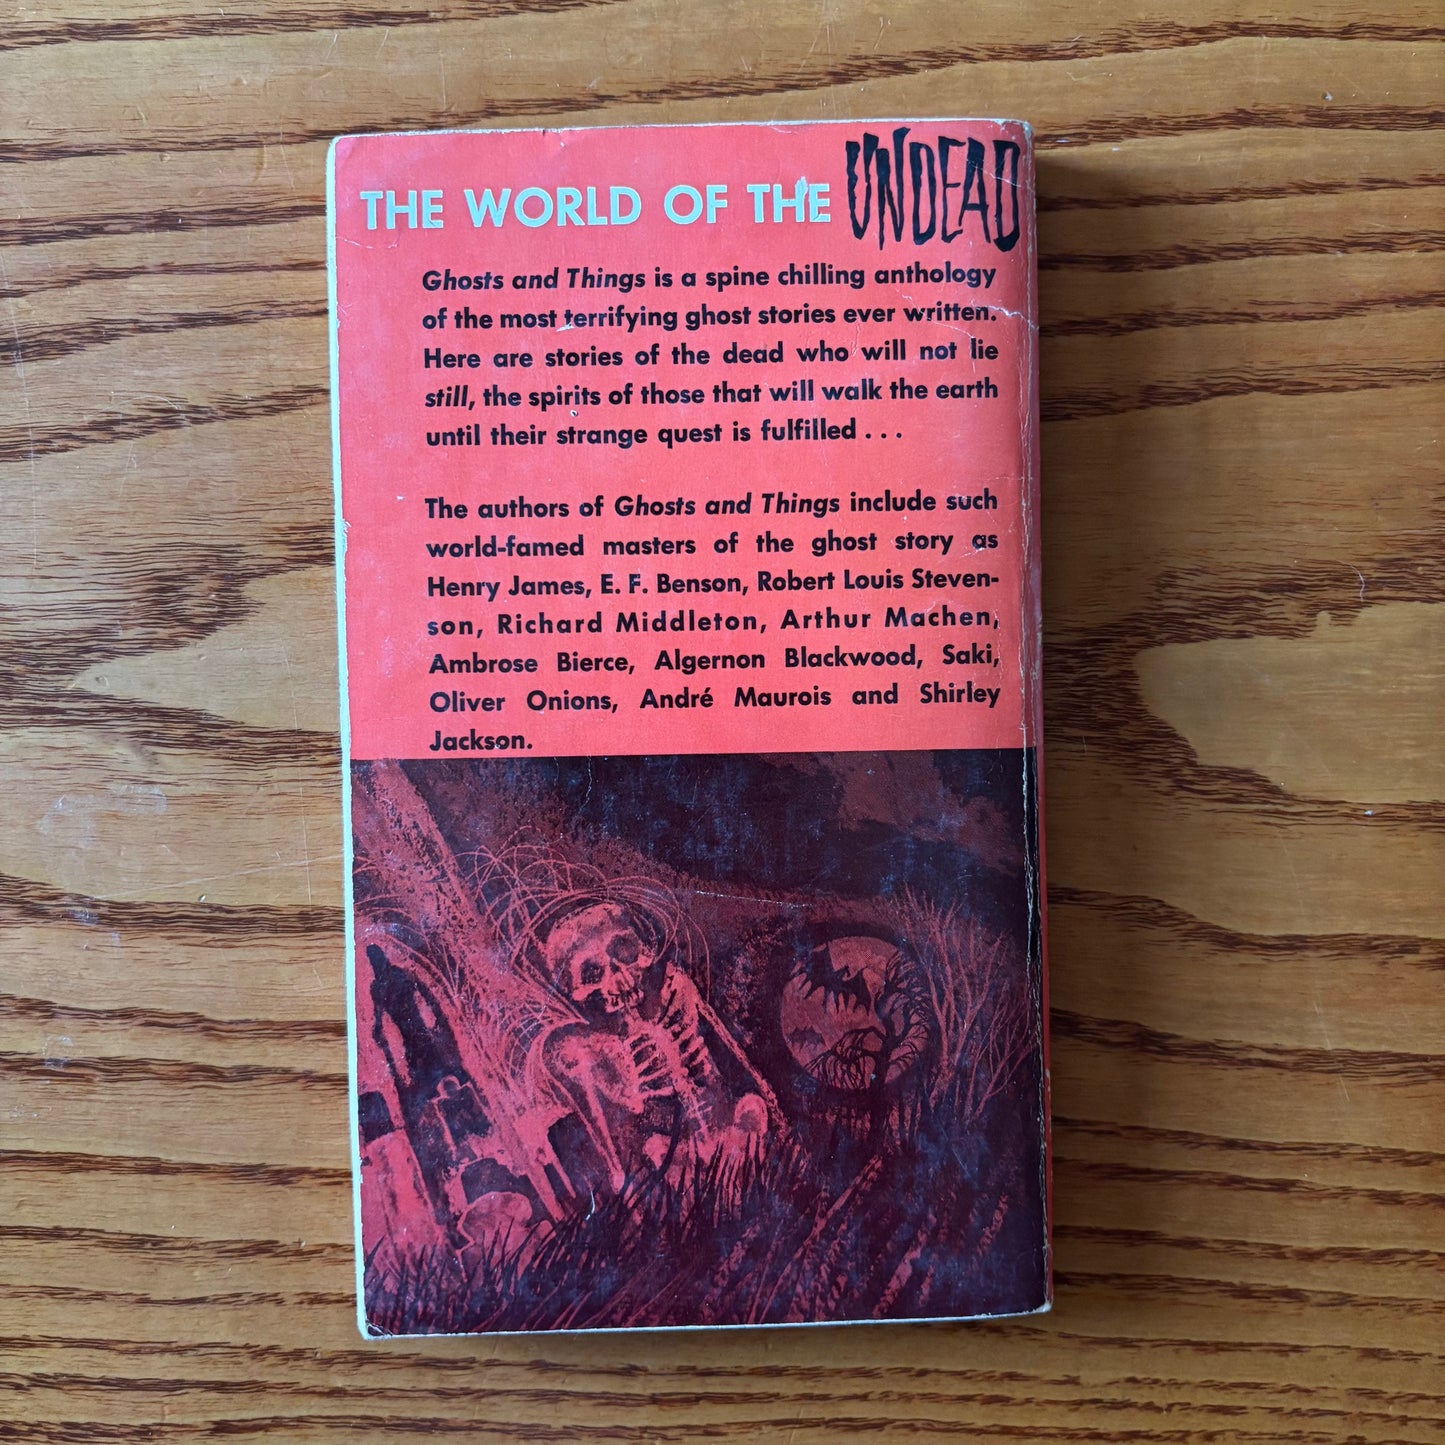 THE WORLD OF THE UNDEAD
Ghosts and Things is a spine chilling anthology
of the most terrifying ghost stories ever written.
Here are stories of the dead who will not lie
still, the spirits of those that will walk the earth
until their strange quest is fulfilled . . .
The authors of Ghosts and Things include such
world-famed masters of the ghost story as
Henry James, E. F. Benson, Robert Louis Steven-
son, Richard Middleton, Arthur Machen,
Ambrose Bierce, Algernon Blackwood, Saki,
Oliver Onions, André Maurois and Shirley
Jackson.